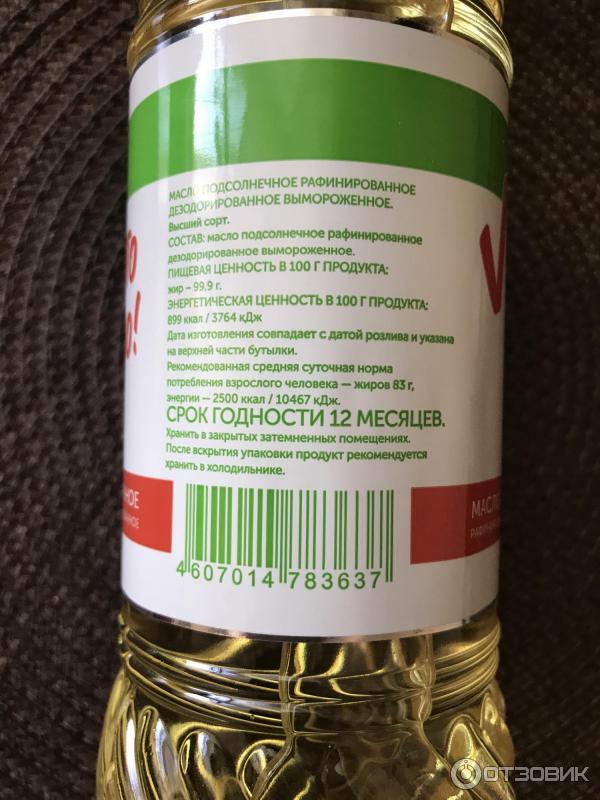 МАСЛО ПОДСОЛНЕЧНОЕ РАФИНИРОВАННОЕ
ДЕЗОДОРИРОВАННОЕ ВЫМОРОЖЕННОЕ.
Высший сорт.
СОСТАВ: масло подсолнечное рафинированное
дезодорированное вымороженное.
ПИЩЕВАЯ ЦЕННОСТЬ В 100 Г ПРОДУКТА:
жир – 99,9 г.
ЭНЕРГЕТИЧЕСКАЯ ЦЕННОСТЬ В 100 Г ПРОДУКТА:
899 ккал / 3764 кДж
Дата изготовления совпадает с датой розлива и указана
на верхней части бутылки.
Рекомендованная средняя суточная норма
потребления взрослого человека — жиров 83 г,
энергии – 2500 ккал / 10467 кДж.
СРОК ГОДНОСТИ 12 МЕСЯЦЕВ.
Хранить в закрытых затемненных помещениях.
После вскрытия упаковки продукт рекомендуется
хранить в холодильнике.
4 607014 783637
ОТЗОВИК